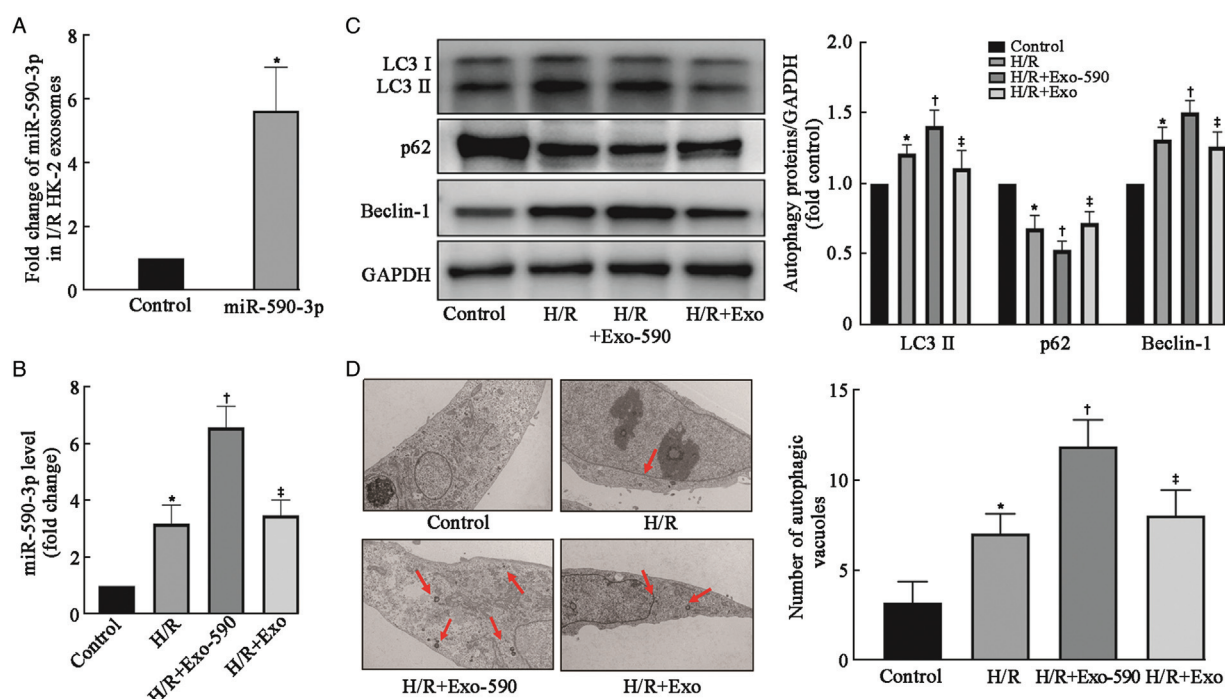 A
Fold change of miR-590-3p
in I/R HK-2 exosomes
8
6
4
2
0
*
Control
miR-590-3p
B
miR-590-3p level
(fold change)
8
6
4
2
0
*
†
‡
Control
H/R
H/R+Exo-590
H/R+Exo
C
LC3 I
LC3 II
p62
Beclin-1
GAPDH
Control
H/R
H/R
+Exo-590
H/R+Exo
Autophagy proteins/GAPDH
(fold control)
2.0
1.5
1.0
0.5
0
Control
H/R
H/R+Exo-590
H/R+Exo
*
†
‡
*
†
‡
*
†
‡
LC3 II
p62
Beclin-1
D
Control
H/R
H/R+Exo-590
H/R+Exo
Number of autophagic
vacuoles
15
10
5
0
*
†
‡
Control
H/R
H/R+Exo-590
H/R+Exo